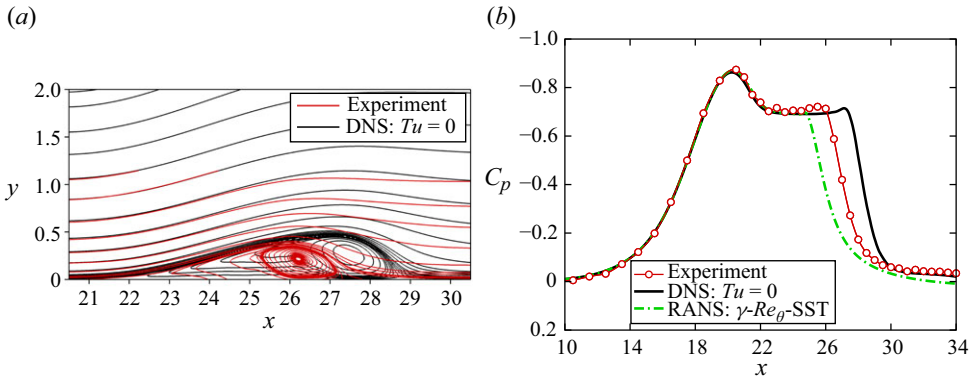 (a)
2.0
1.5
1.0
0.5
0
y
Experiment
DNS: Tu = 0
21 22 23 24 25 26 27 28 29 30
x
(b)
−1.0
−0.8
−0.6
−0.4
−0.2
0
0.2
Cp
Experiment
DNS: Tu = 0
RANS: γ-Reθ-SST
10 14 18 22 26 30 34
x